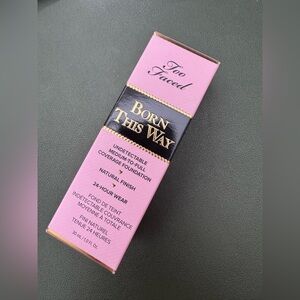 Too
Faced
BORN
THIS WAY
UNDETECTABLE
MEDIUM-TO-FULL
COVERAGE FOUNDATION
NATURAL FINISH
24-HOUR WEAR
FOND DE TEINT
INDÉTECTABLE COUVRANCE
MOYENNE À TOTALE
FINI NATUREL
TENUE 24 HEURES
30 mL / 1.0 fl. oz.